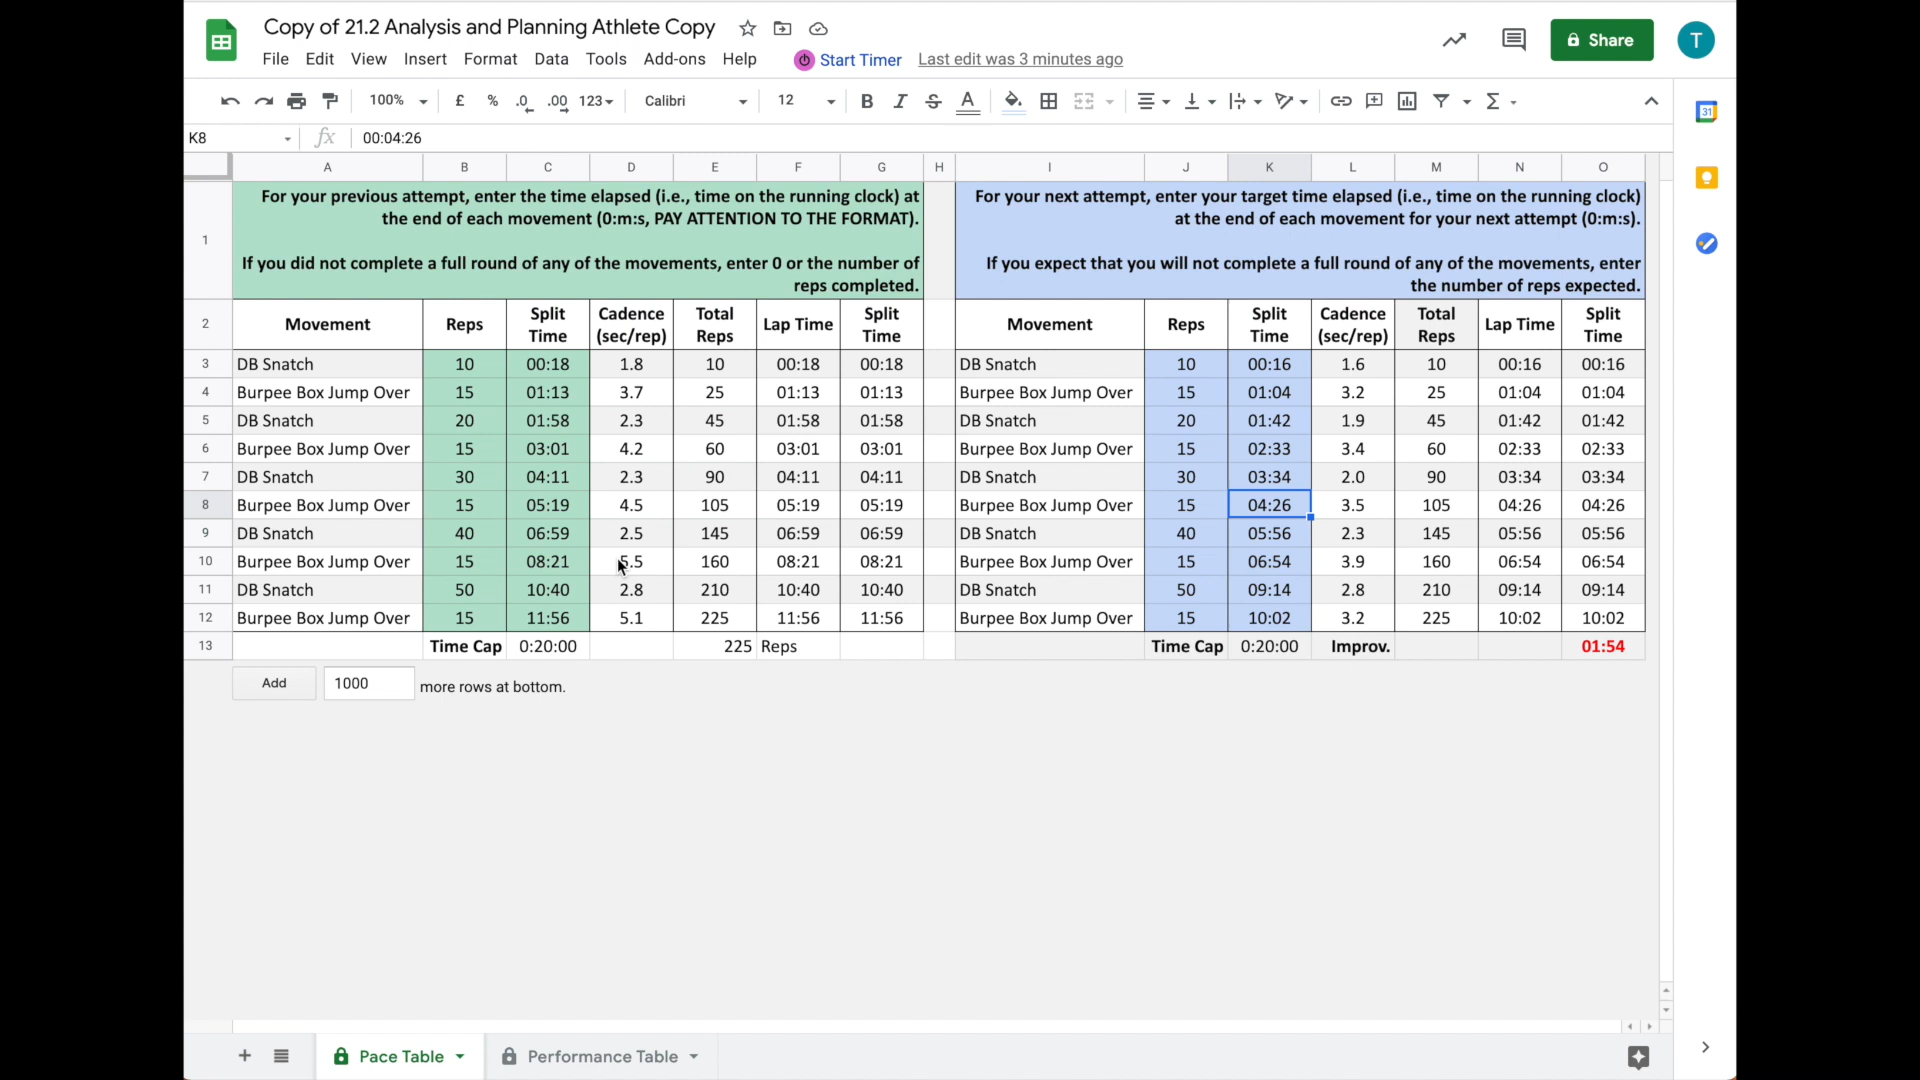 Copy of 21.2 Analysis and Planning Athlete Copy
File Edit View Insert Format Data Tools Add-ons Help Start Timer Last edit was 3 minutes ago
Share
T
100% £ % .0 .00 123 Calibri 12 B I S A Σ
31
K8 fx 00:04:26
A B C D E F G H I J K L M N O
1
For your previous attempt, enter the time elapsed (i.e., time on the running clock) at
the end of each movement (0:m:s, PAY ATTENTION TO THE FORMAT).
If you did not complete a full round of any of the movements, enter 0 or the number of
reps completed.
For your next attempt, enter your target time elapsed (i.e., time on the running clock)
at the end of each movement for your next attempt (0:m:s).
If you expect that you will not complete a full round of any of the movements, enter
the number of reps expected.
2 Movement Reps Split Time Cadence (sec/rep) Total Reps Lap Time Split Time Movement Reps Split Time Cadence (sec/rep) Total Reps Lap Time Split Time
3 DB Snatch 10 00:18 1.8 10 00:18 00:18 DB Snatch 10 00:16 1.6 10 00:16 00:16
4 Burpee Box Jump Over 15 01:13 3.7 25 01:13 01:13 Burpee Box Jump Over 15 01:04 3.2 25 01:04 01:04
5 DB Snatch 20 01:58 2.3 45 01:58 01:58 DB Snatch 20 01:42 1.9 45 01:42 01:42
6 Burpee Box Jump Over 15 03:01 4.2 60 03:01 03:01 Burpee Box Jump Over 15 02:33 3.4 60 02:33 02:33
7 DB Snatch 30 04:11 2.3 90 04:11 04:11 DB Snatch 30 03:34 2.0 90 03:34 03:34
8 Burpee Box Jump Over 15 05:19 4.5 105 05:19 05:19 Burpee Box Jump Over 15 04:26 3.5 105 04:26 04:26
9 DB Snatch 40 06:59 2.5 145 06:59 06:59 DB Snatch 40 05:56 2.3 145 05:56 05:56
10 Burpee Box Jump Over 15 08:21 5.5 160 08:21 08:21 Burpee Box Jump Over 15 06:54 3.9 160 06:54 06:54
11 DB Snatch 50 10:40 2.8 210 10:40 10:40 DB Snatch 50 09:14 2.8 210 09:14 09:14
12 Burpee Box Jump Over 15 11:56 5.1 225 11:56 11:56 Burpee Box Jump Over 15 10:02 3.2 225 10:02 10:02
13 Time Cap 0:20:00 225 Reps Time Cap 0:20:00 Improv. 01:54
Add 1000 more rows at bottom.
Pace Table Performance Table